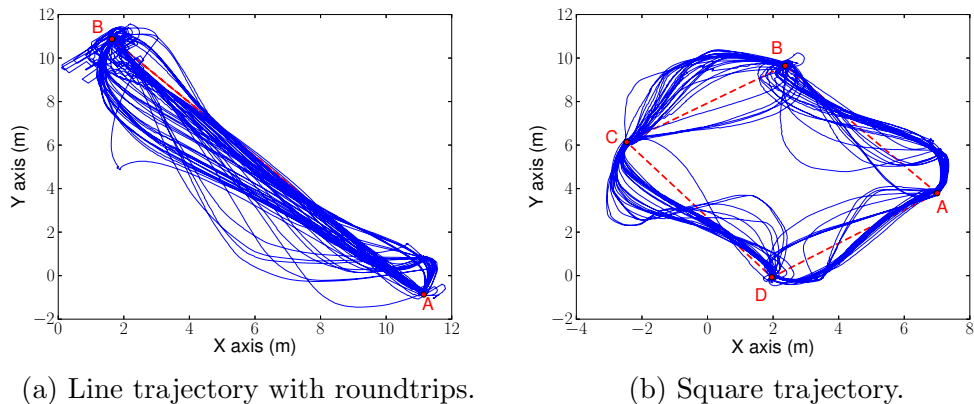 12
10
8
6
4
2
0
−2
Y axis (m)
B
A
0 2 4 6 8 10 12
X axis (m)
(a) Line trajectory with roundtrips.
12
10
8
6
4
2
0
−2
−4
Y axis (m)
B
C
A
D
−4 −2 0 2 4 6 8
X axis (m)
(b) Square trajectory.